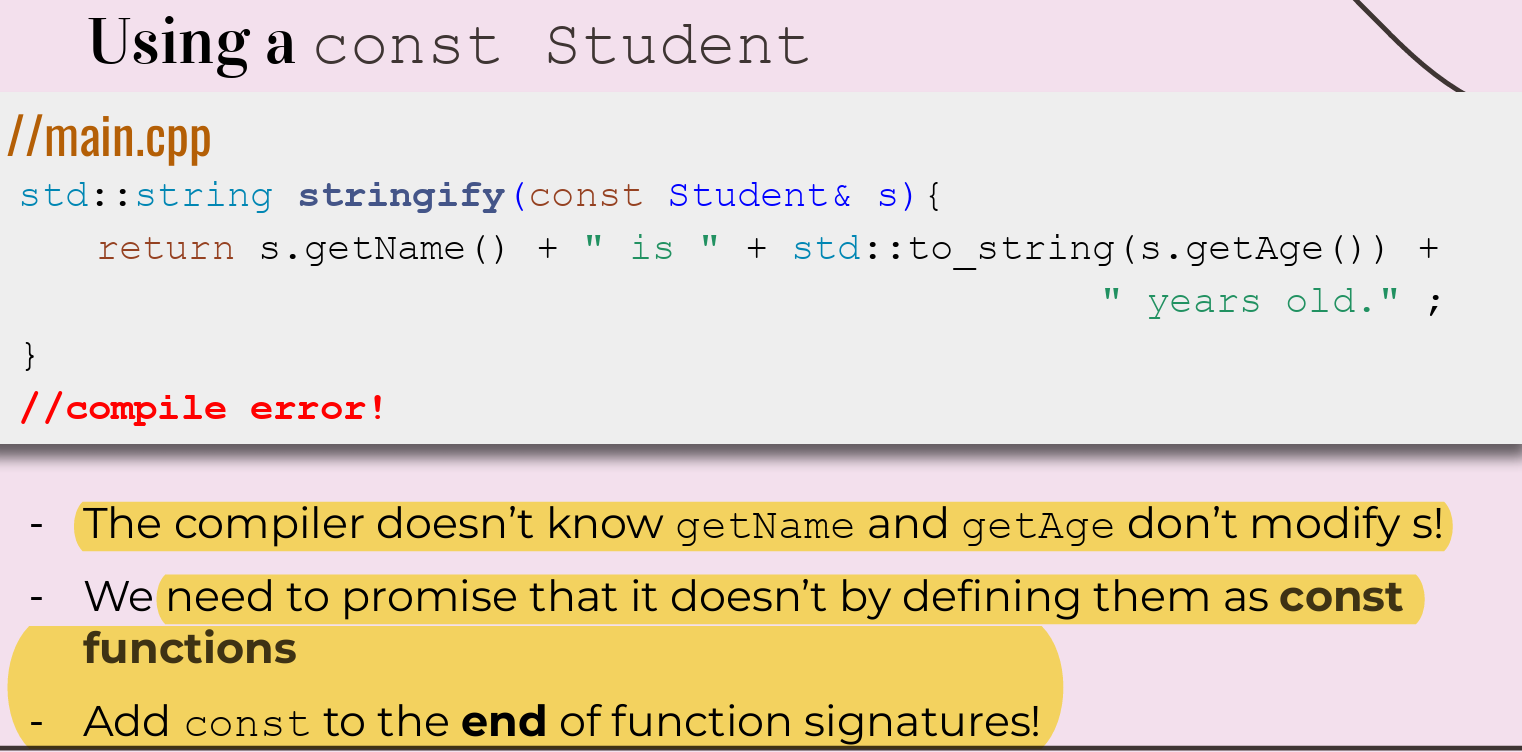 Using a const Student
//main.cpp
std::string stringify(const Student& s){
return s.getName() + " is " + std::to_string(s.getAge()) +
" years old." ;
}
//compile error!
- The compiler doesn't know getName and getAge don't modify s!
- We need to promise that it doesn't by defining them as const
functions
- Add const to the end of function signatures!